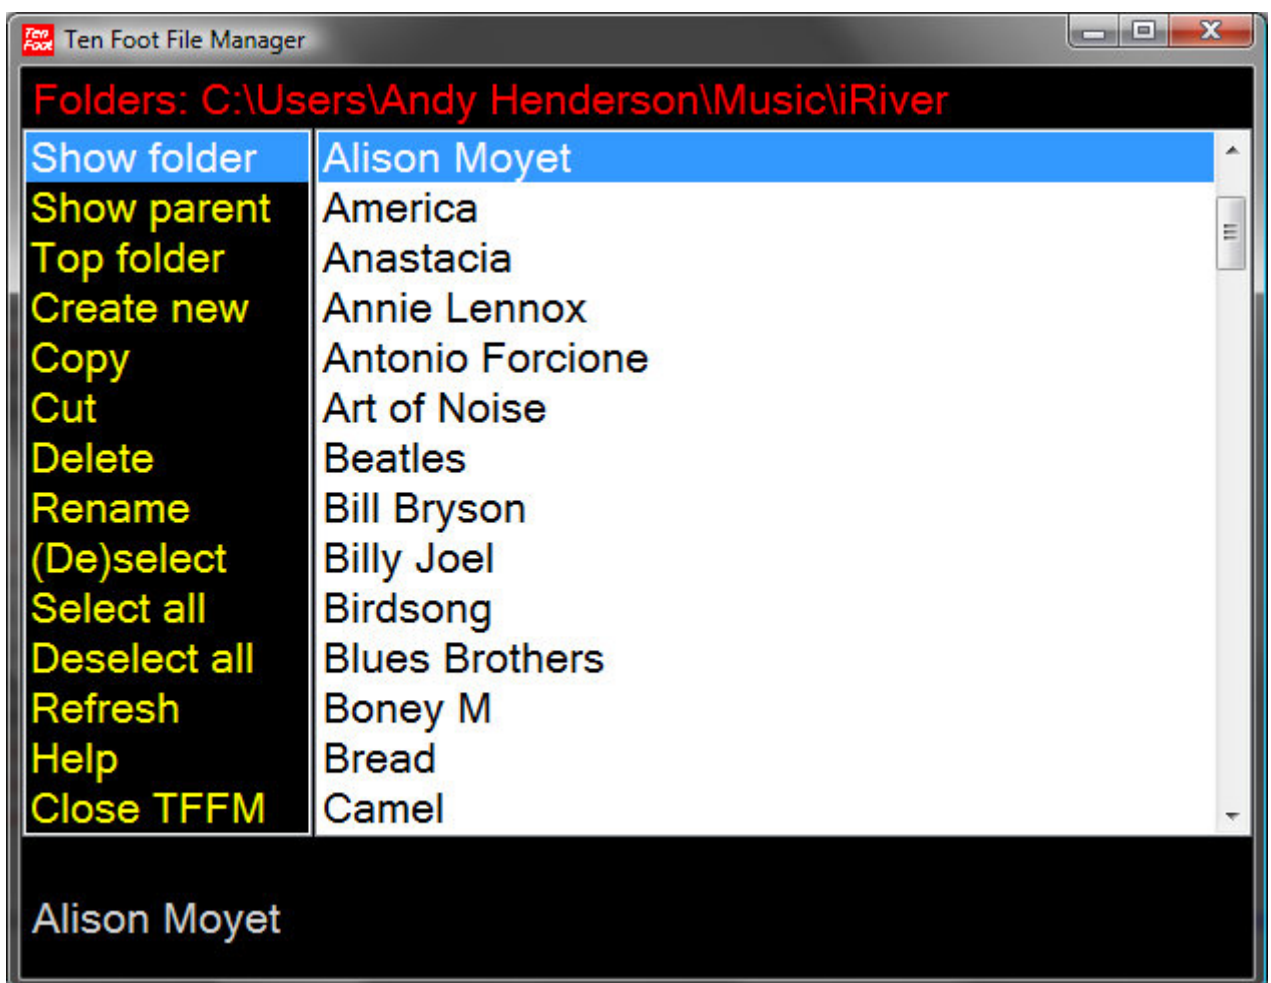 Ten Foot
Ten Foot File Manager
Folders: C:\Users\Andy Henderson\Music\iRiver
Show folder
Show parent
Top folder
Create new
Copy
Cut
Delete
Rename
(De)select
Select all
Deselect all
Refresh
Help
Close TFFM
Alison Moyet
America
Anastacia
Annie Lennox
Antonio Forcione
Art of Noise
Beatles
Bill Bryson
Billy Joel
Birdsong
Blues Brothers
Boney M
Bread
Camel
Alison Moyet